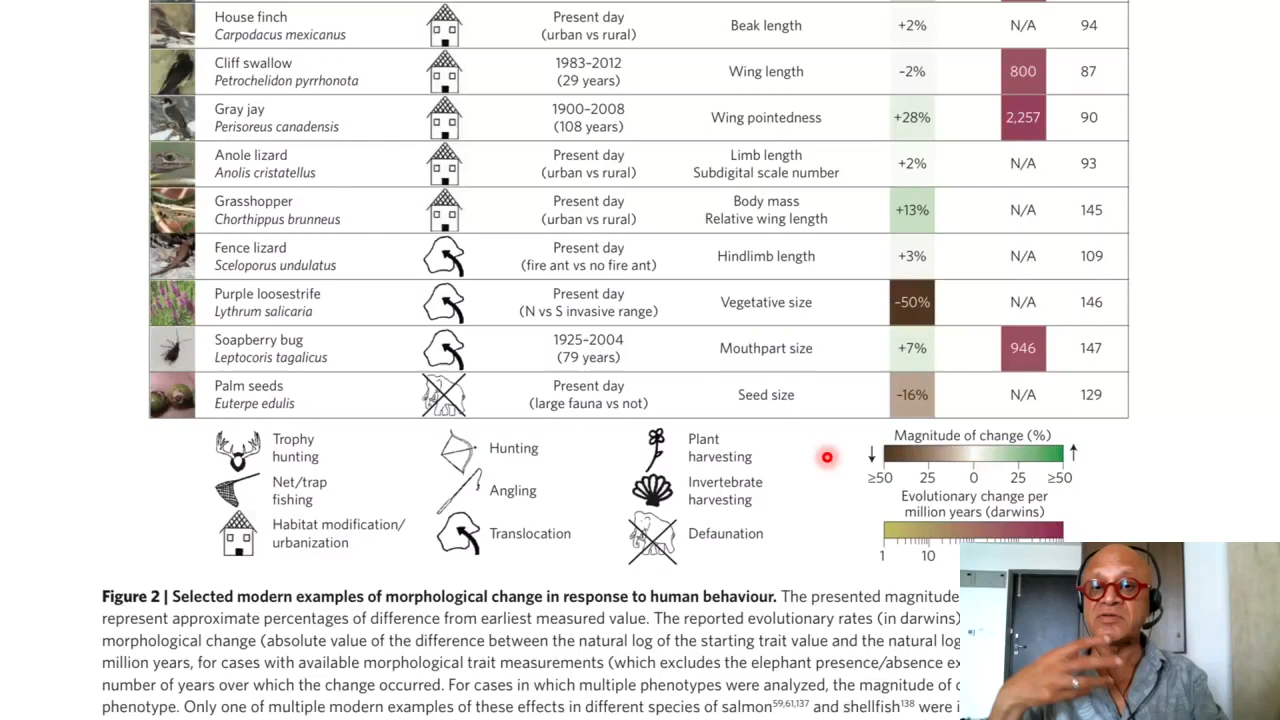 House finch Present day Beak length +2% N/A 94
Carpodacus mexicanus (urban vs rural)
Cliff swallow 1983–2012 Wing length –2% 800 87
Petrochelidon pyrrhonota (29 years)
Gray jay 1900–2008 Wing pointedness +28% 2,257 90
Perisoreus canadensis (108 years)
Anole lizard Present day Limb length +2% N/A 93
Anolis cristatellus (urban vs rural) Subdigital scale number
Grasshopper Present day Body mass +13% N/A 145
Chorthippus brunneus (urban vs rural) Relative wing length
Fence lizard Present day Hindlimb length +3% N/A 109
Sceloporus undulatus (fire ant vs no fire ant)
Purple loosestrife Present day Vegetative size –50% N/A 146
Lythrum salicaria (N vs S invasive range)
Soapberry bug 1925–2004 Mouthpart size +7% 946 147
Leptocoris tagalicus (79 years)
Palm seeds Present day Seed size -16% N/A 129
Euterpe edulis (large fauna vs not)
Trophy hunting
Hunting
Plant harvesting
Net/trap fishing
Angling
Invertebrate harvesting
Habitat modification/
urbanization
Translocation
Defaunation
Magnitude of change (%)
≥50 25 0 25 ≥50
Evolutionary change per
million years (darwins)
1 10
Figure 2 | Selected modern examples of morphological change in response to human behaviour. The presented magnitude
represent approximate percentages of difference from earliest measured value. The reported evolutionary rates (in darwins)
morphological change (absolute value of the difference between the natural log of the starting trait value and the natural log
million years, for cases with available morphological trait measurements (which excludes the elephant presence/absence ex
number of years over which the change occurred. For cases in which multiple phenotypes were analyzed, the magnitude of c
phenotype. Only one of multiple modern examples of these effects in different species of salmon59,61,137 and shellfish138 were i